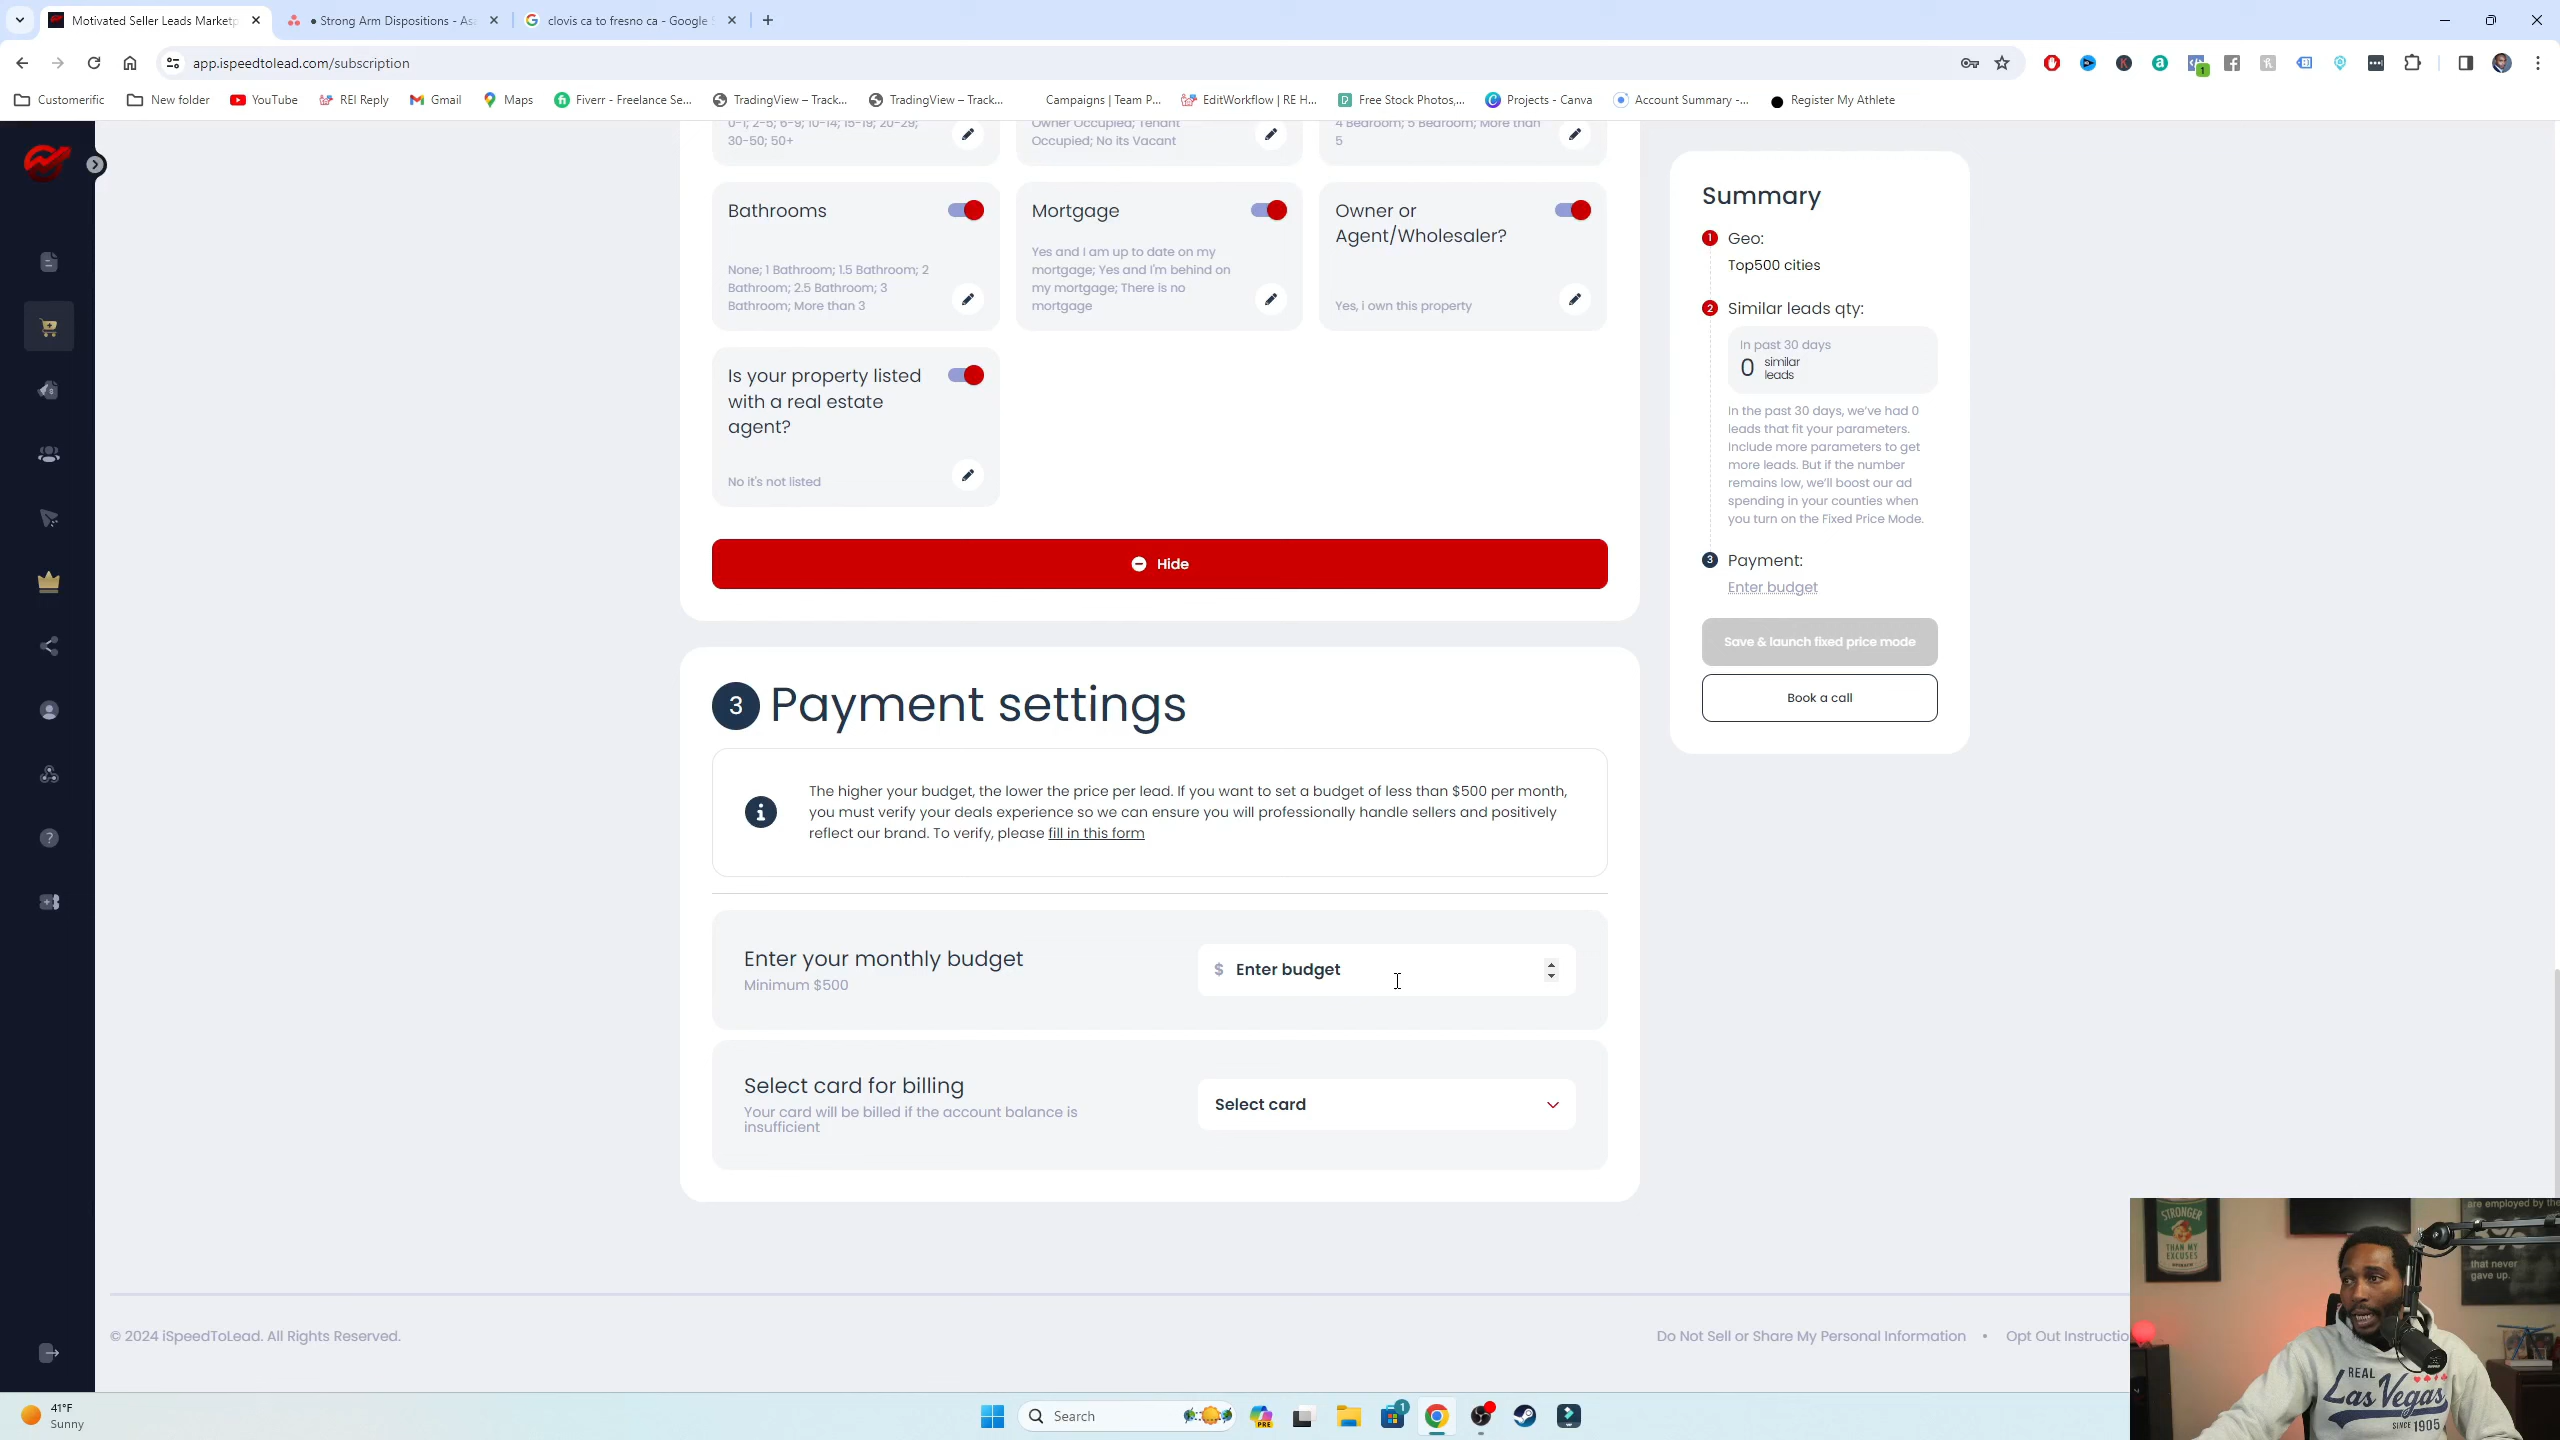 Motivated Seller Leads Marketp
• Strong Arm Dispositions - Asa
clovis ca to fresno ca - Google S
app.ispeedtolead.com/subscription
Customerific
New folder
YouTube
REI Reply
Gmail
Maps
Fiverr - Freelance Se...
TradingView – Track...
TradingView – Track...
Campaigns | Team P...
EditWorkflow | RE H...
Free Stock Photos,...
Projects - Canva
Account Summary -...
Register My Athlete
0-1; 2-5; 6-9; 10-14; 15-19; 20-29;
30-50; 50+
Owner Occupied; Tenant
Occupied; No its Vacant
4 Bedroom; 5 Bedroom; More than
5
Bathrooms
None; 1 Bathroom; 1.5 Bathroom; 2
Bathroom; 2.5 Bathroom; 3
Bathroom; More than 3
Mortgage
Yes and I am up to date on my
mortgage; Yes and I'm behind on
my mortgage; There is no
mortgage
Owner or
Agent/Wholesaler?
Yes, i own this property
Is your property listed
with a real estate
agent?
No it's not listed
Hide
3 Payment settings
The higher your budget, the lower the price per lead. If you want to set a budget of less than $500 per month,
you must verify your deals experience so we can ensure you will professionally handle sellers and positively
reflect our brand. To verify, please fill in this form
Enter your monthly budget
Minimum $500
$ Enter budget
Select card for billing
Your card will be billed if the account balance is
insufficient
Select card
Summary
1 Geo:
Top500 cities
2 Similar leads qty:
In past 30 days
0 similar
leads
In the past 30 days, we've had 0
leads that fit your parameters.
Include more parameters to get
more leads. But if the number
remains low, we'll boost our ad
spending in your counties when
you turn on the Fixed Price Mode.
3 Payment:
Enter budget
Save & launch fixed price mode
Book a call
© 2024 iSpeedToLead. All Rights Reserved.
Do Not Sell or Share My Personal Information • Opt Out Instructio
STRONGER
THAN MY
EXCUSES
are employed by the
that never
gave up.
REAL
Las Vegas
SINCE 1905
41°F
Sunny
Search
PRE
1